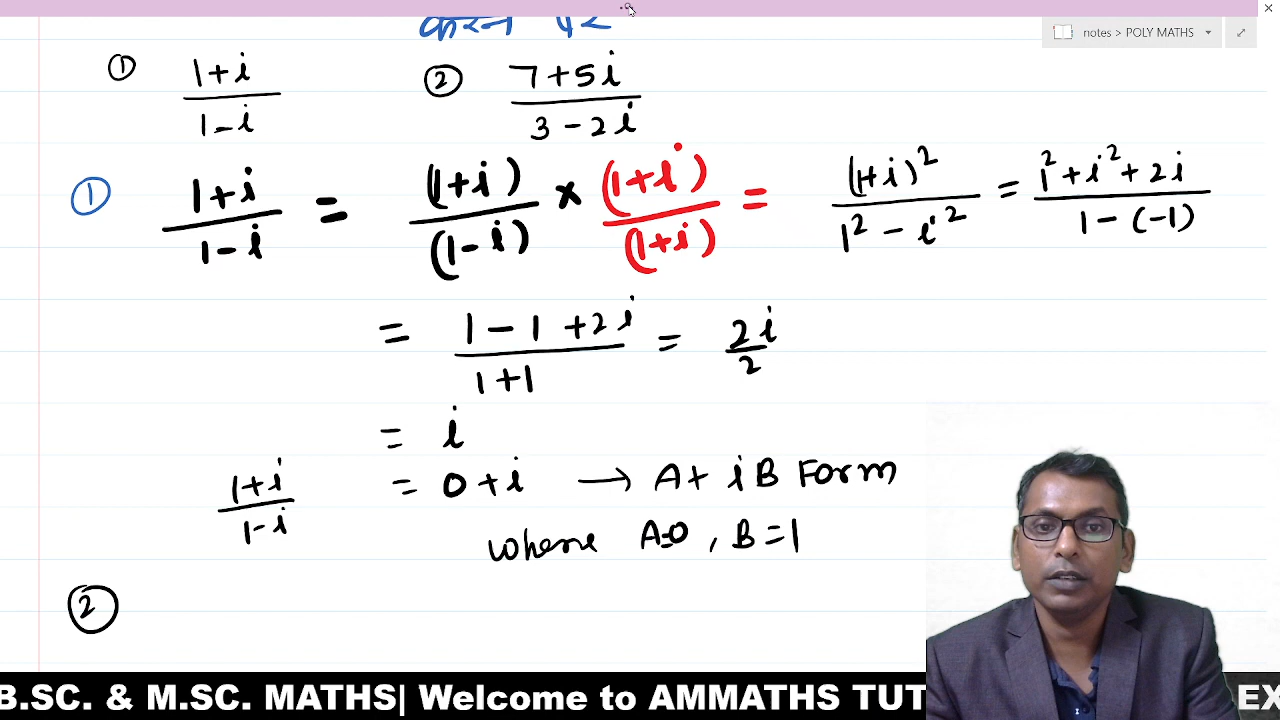 करने पर
notes > POLY MATHS
① (1+i)/(1-i) ② (7+5i)/(3-2i)
① (1+i)/(1-i) = (1+i)/(1-i) × (1+i)/(1+i) = (1+i)²/(1²-i²) = (1²+i²+2i)/(1-(-1))
= (1-1+2i)/(1+1) = 2i/2
= i
(1+i)/(1-i) = 0+i → A+iB Form
where A=0, B=1
②
B.SC. & M.SC. MATHS| Welcome to AMMATHS TUT EX